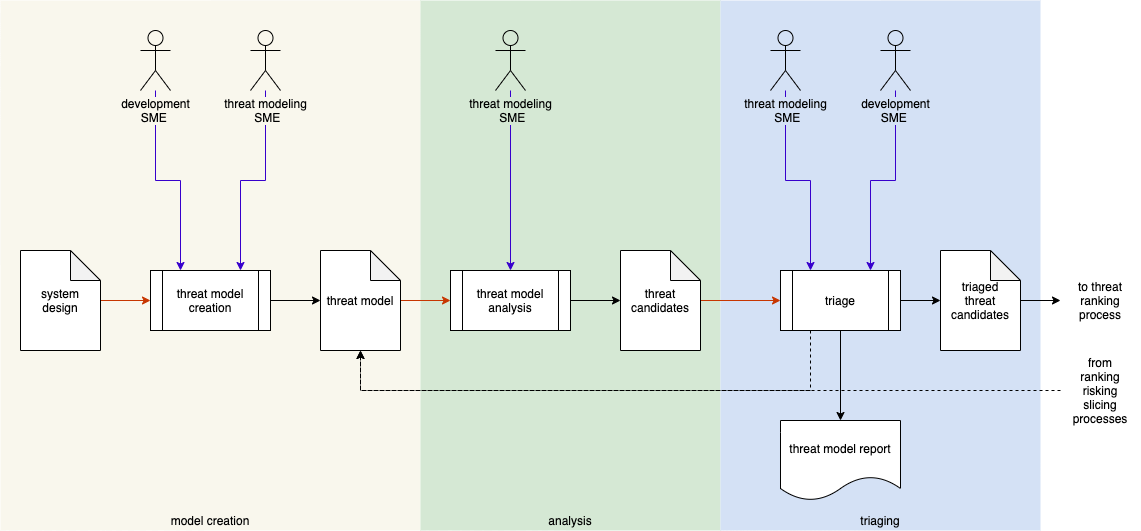 development
SME
threat modeling
SME
threat modeling
SME
threat modeling
SME
development
SME
system
design
threat model
creation
threat model
threat model
analysis
threat
candidates
triage
triaged
threat
candidates
to threat
ranking
process
from
ranking
risking
slicing
processes
threat model report
model creation
analysis
triaging